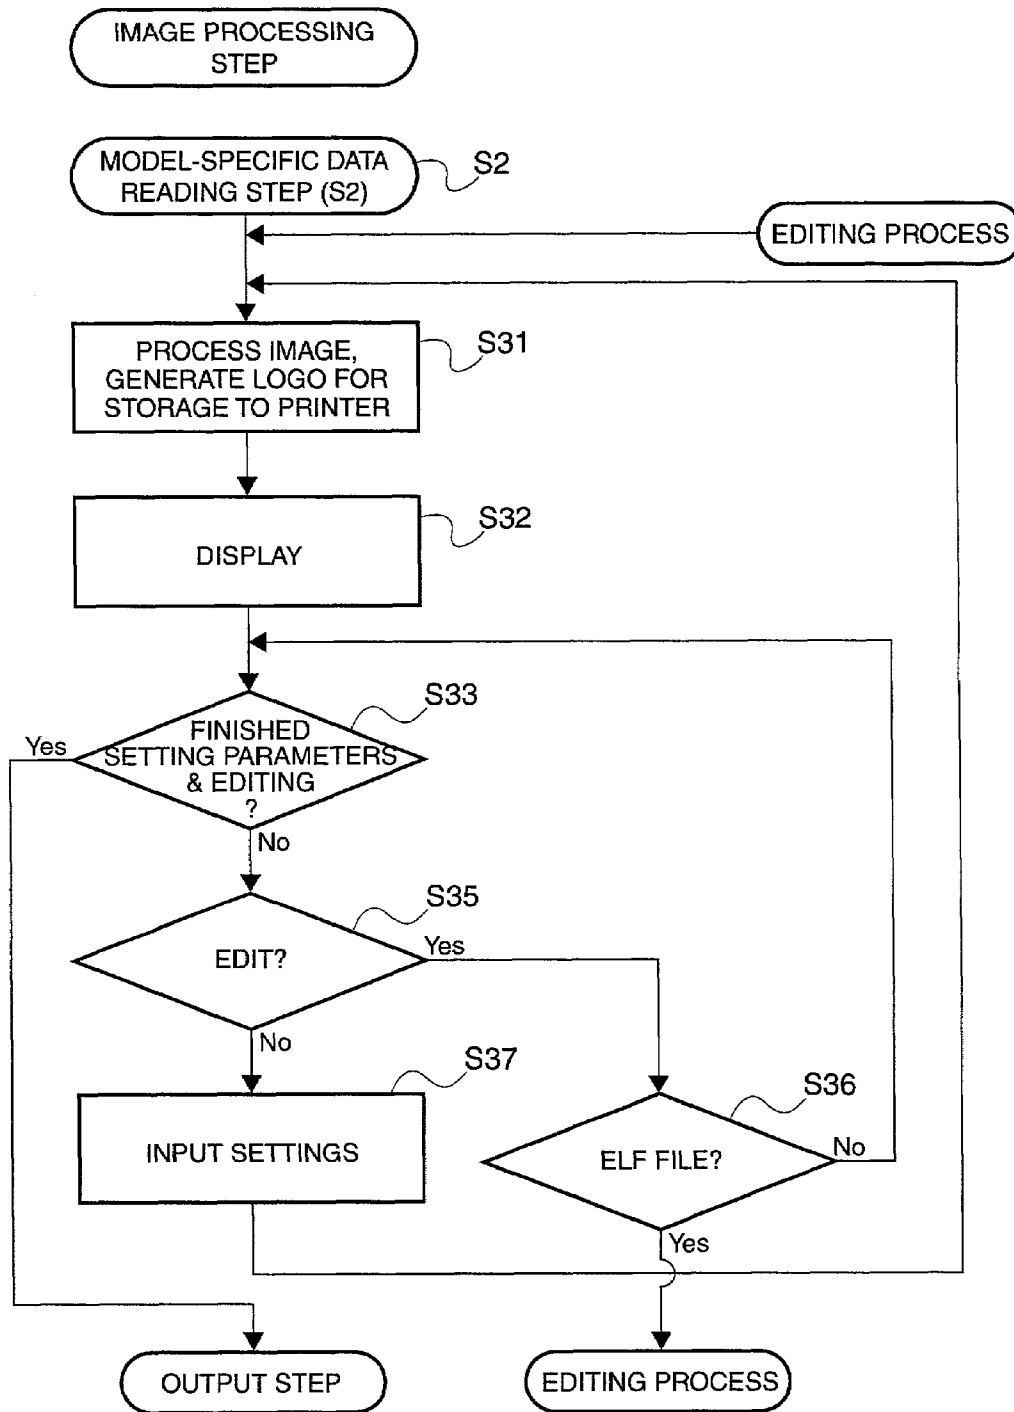 IMAGE PROCESSING
STEP
MODEL-SPECIFIC DATA
READING STEP (S2)
S2
EDITING PROCESS
PROCESS IMAGE,
GENERATE LOGO FOR
STORAGE TO PRINTER
S31
DISPLAY
S32
FINISHED
SETTING PARAMETERS
& EDITING
?
S33
Yes
No
EDIT?
S35
Yes
No
INPUT SETTINGS
S37
ELF FILE?
S36
No
Yes
OUTPUT STEP
EDITING PROCESS